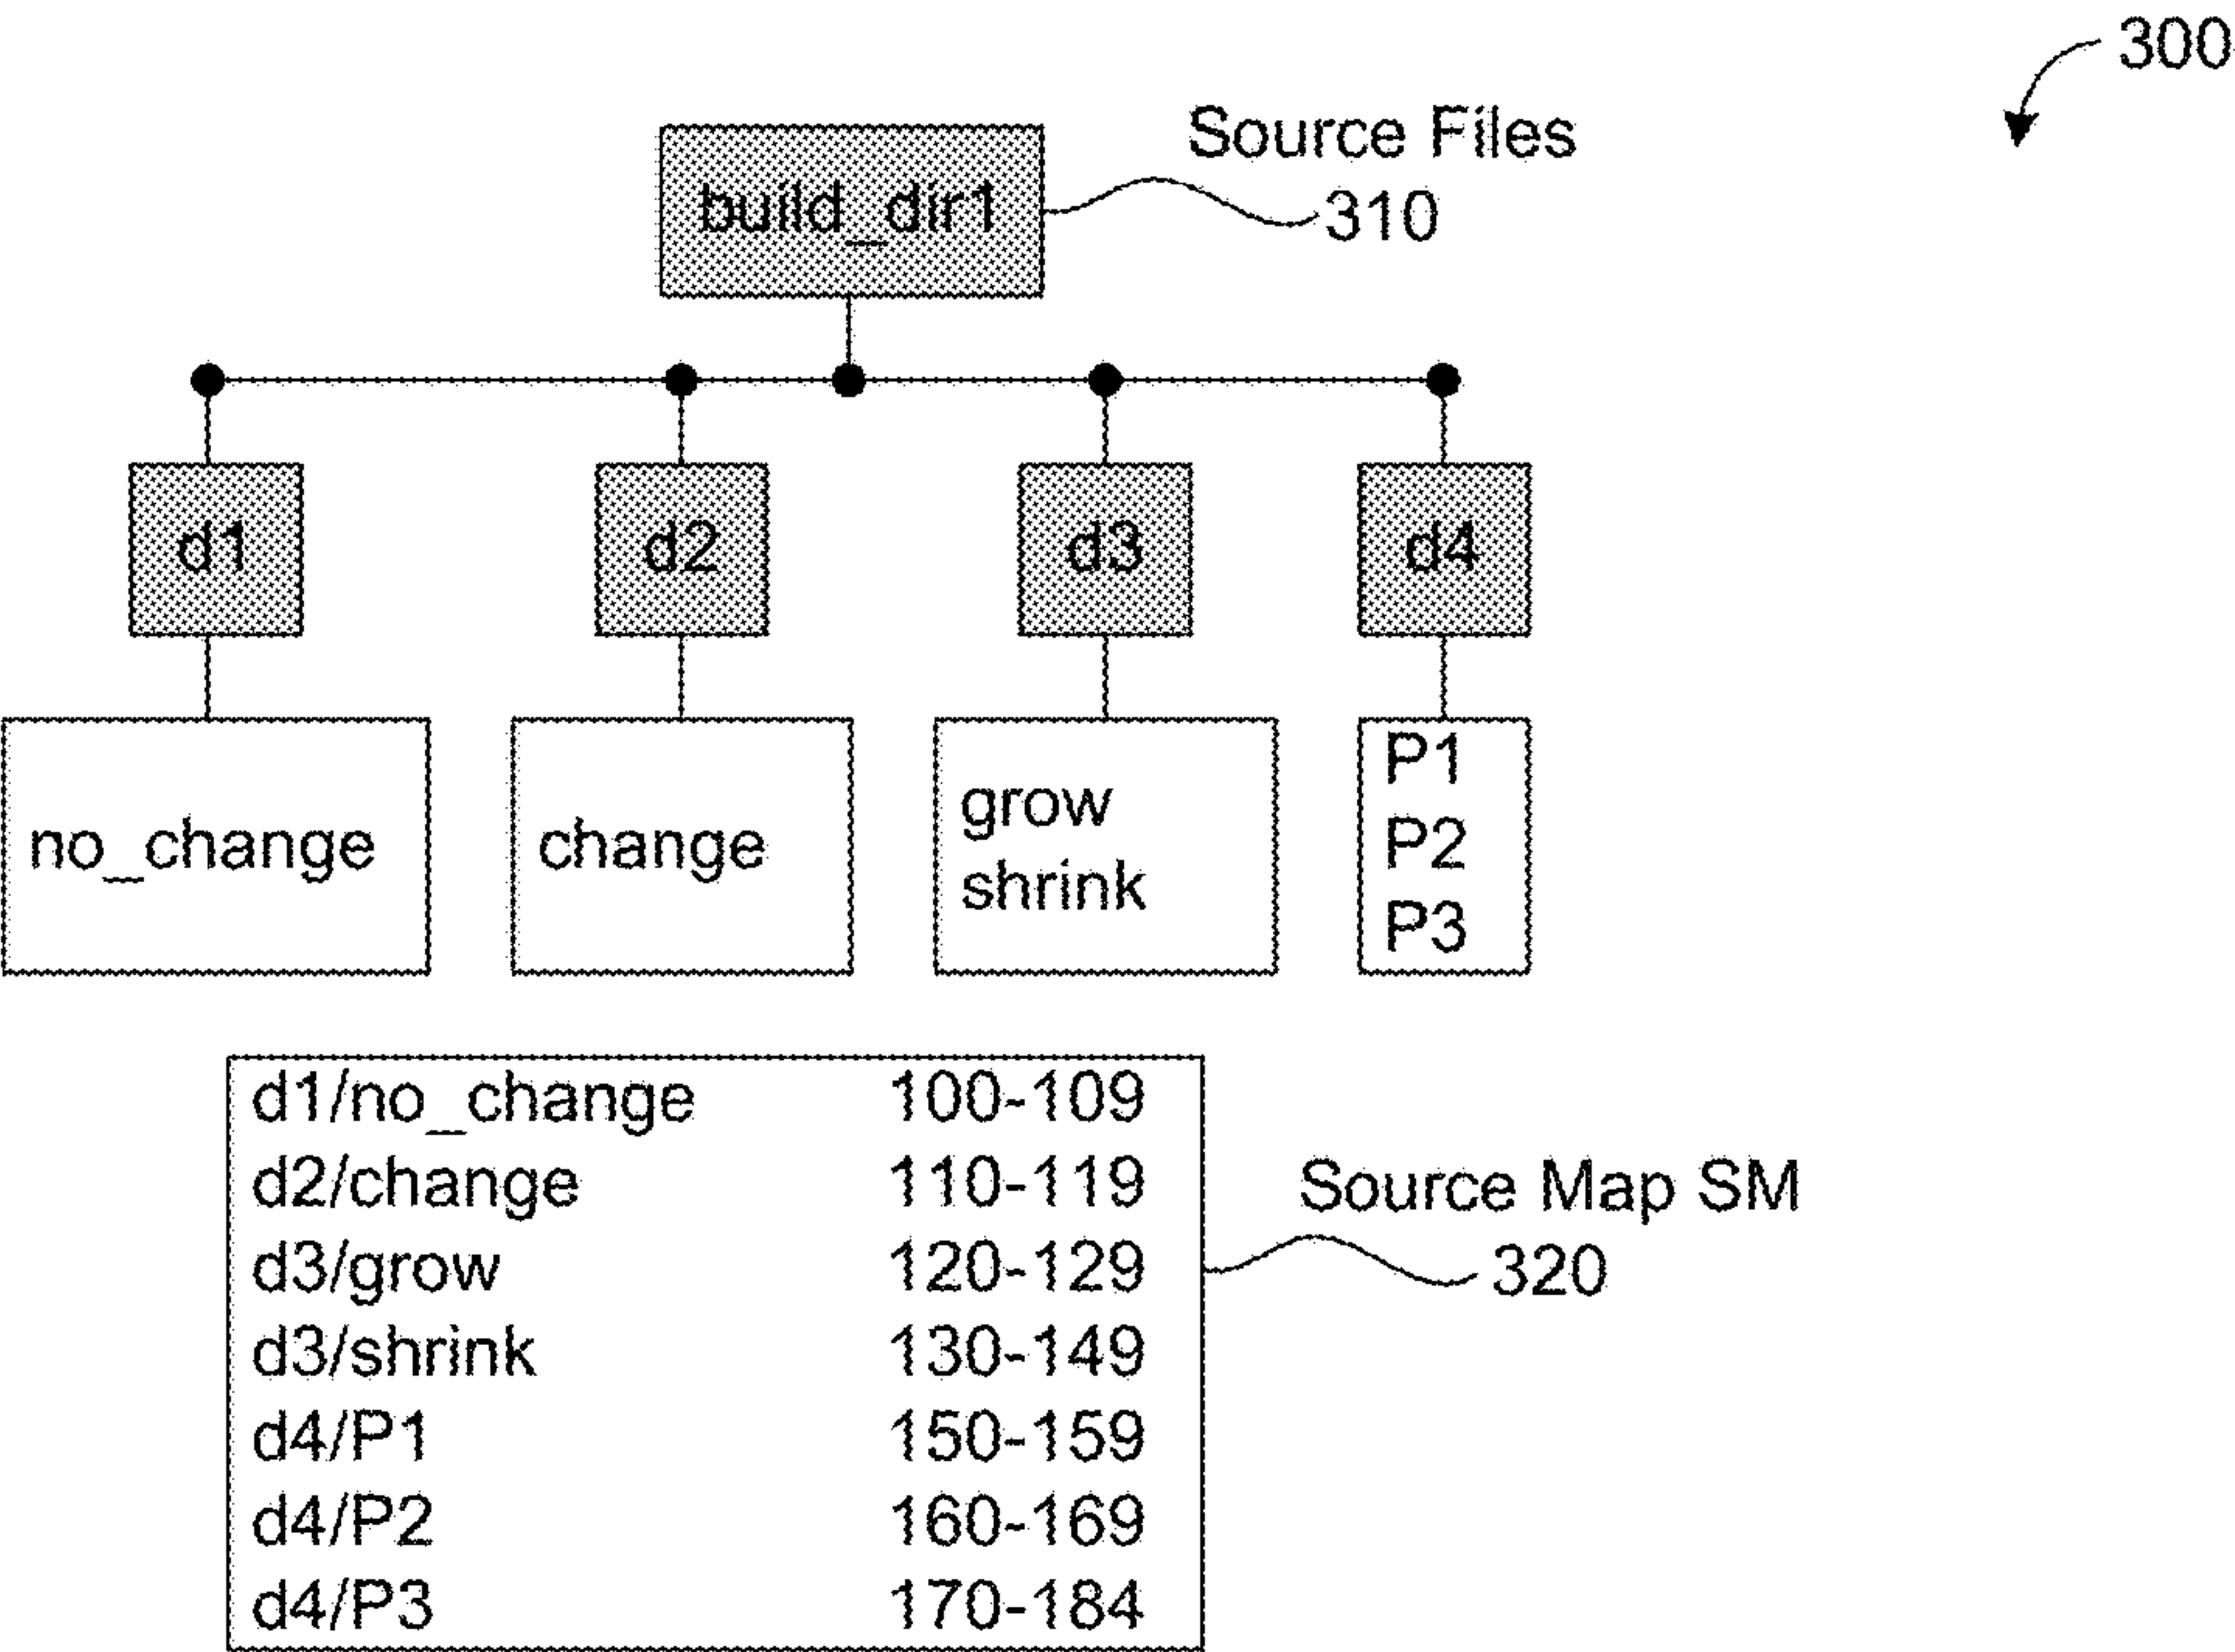 300
Source Files
build_dir1
310
d1 d2 d3 d4
no_change
change
grow
shrink
P1
P2
P3
d1/no_change 100-109
d2/change 110-119
d3/grow 120-129
d3/shrink 130-149
d4/P1 150-159
d4/P2 160-169
d4/P3 170-184
Source Map SM
320